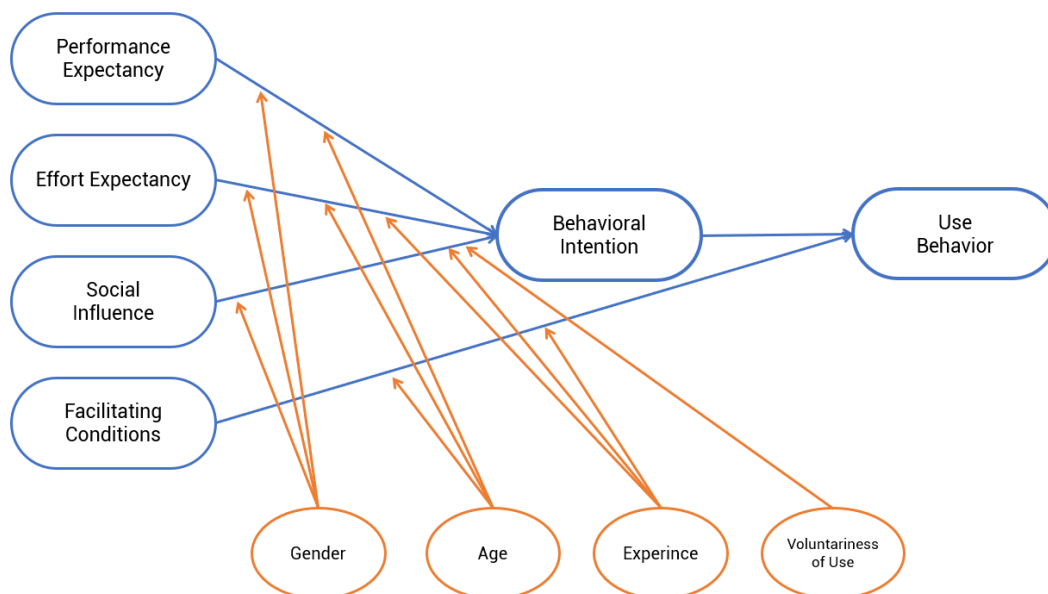 Performance
Expectancy
Effort Expectancy
Social
Influence
Facilitating
Conditions
Behavioral
Intention
Use
Behavior
Gender
Age
Experince
Voluntariness
of Use